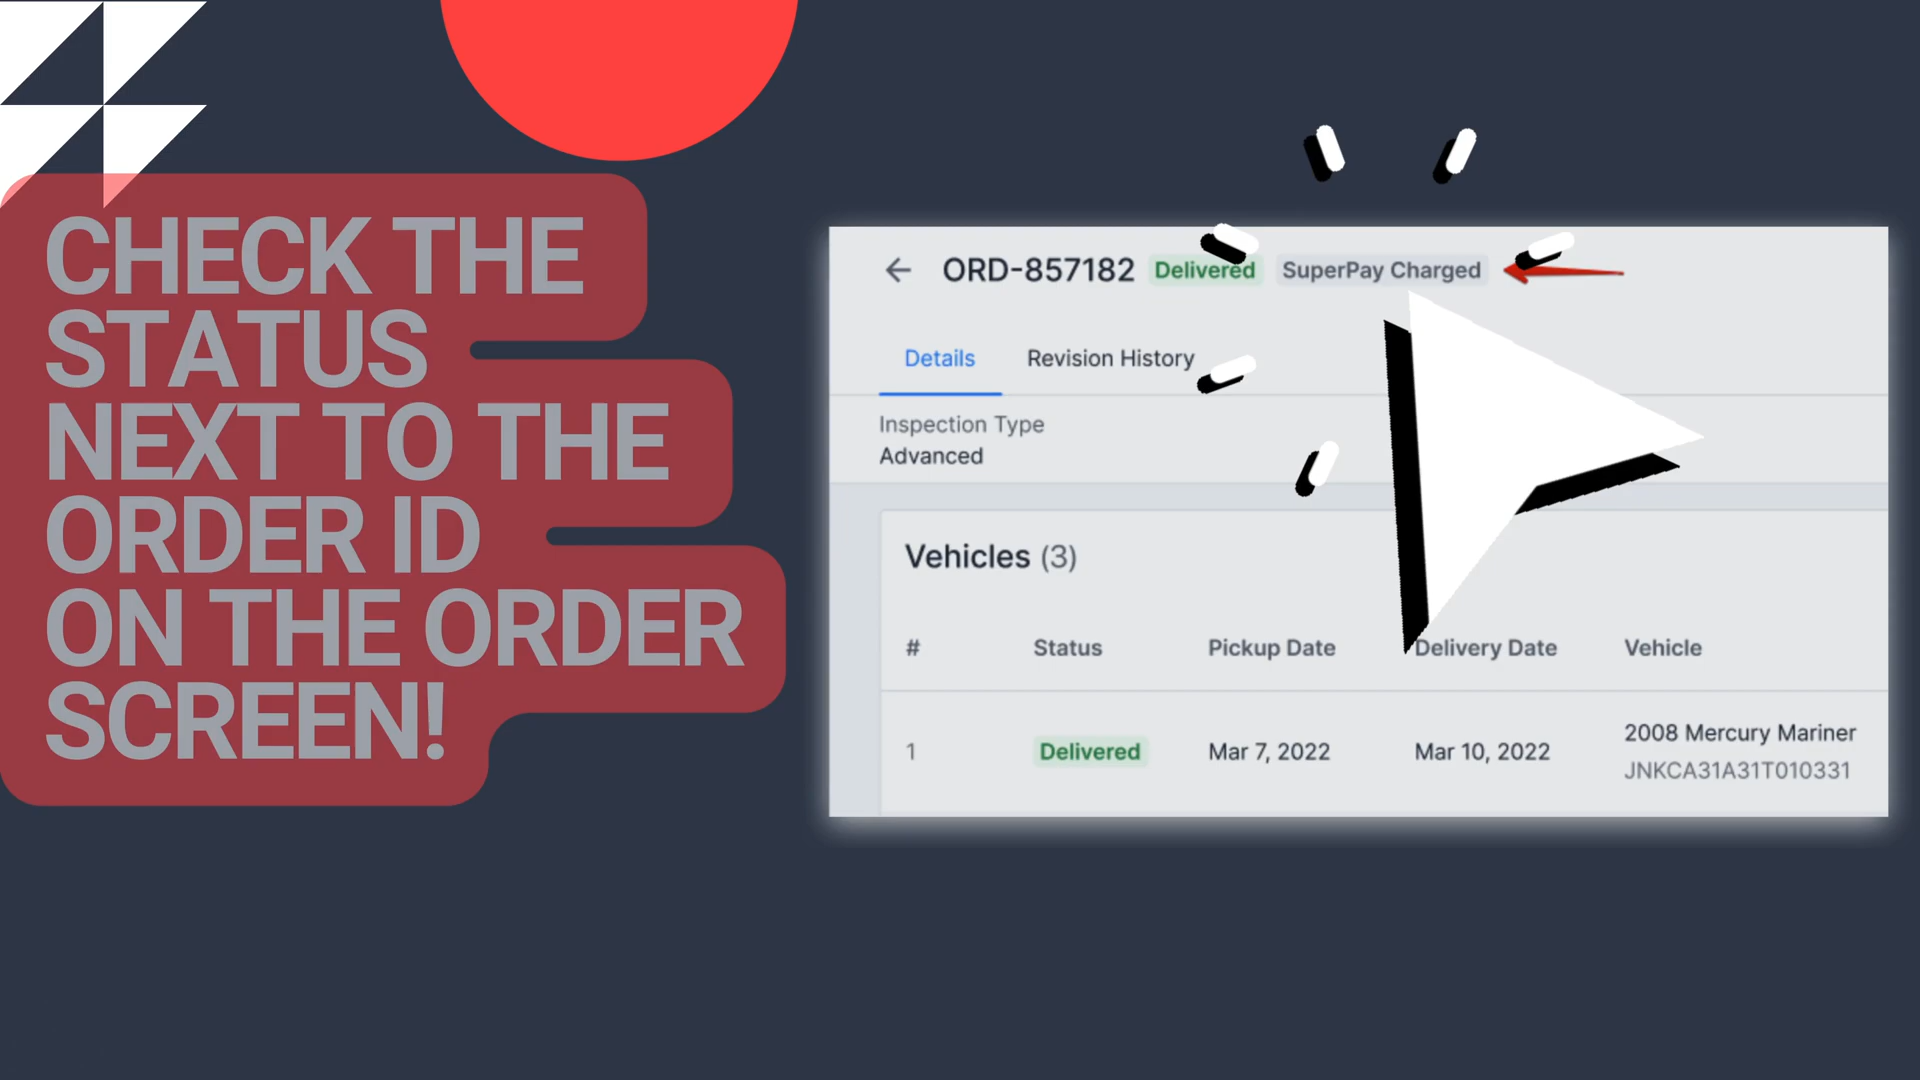 CHECK THE
STATUS
NEXT TO THE
ORDER ID
ON THE ORDER
SCREEN!
ORD-857182 Delivered SuperPay Charged
Details Revision History
Inspection Type
Advanced
Vehicles (3)
# Status Pickup Date Delivery Date Vehicle
1 Delivered Mar 7, 2022 Mar 10, 2022 2008 Mercury Mariner
JNKCA31A31T010331